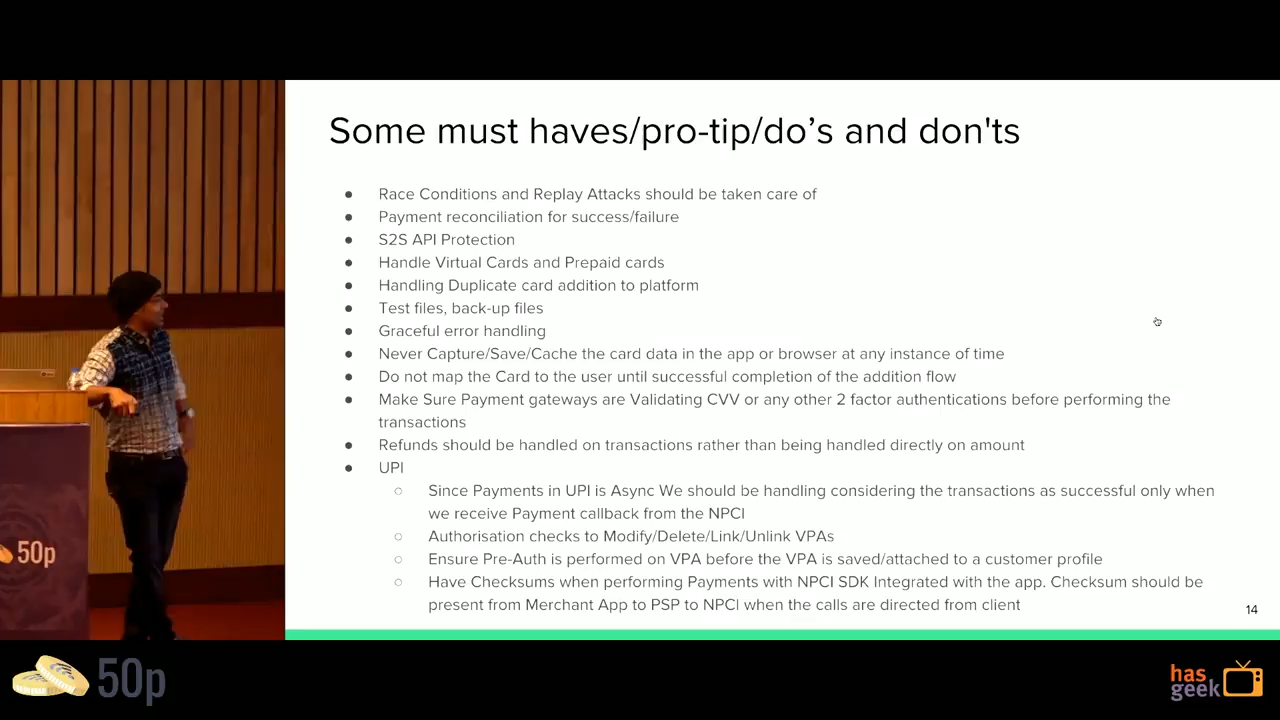 Some must haves/pro-tip/do's and don'ts
● Race Conditions and Replay Attacks should be taken care of
● Payment reconciliation for success/failure
● S2S API Protection
● Handle Virtual Cards and Prepaid cards
● Handling Duplicate card addition to platform
● Test files, back-up files
● Graceful error handling
● Never Capture/Save/Cache the card data in the app or browser at any instance of time
● Do not map the Card to the user until successful completion of the addition flow
● Make Sure Payment gateways are Validating CVV or any other 2 factor authentications before performing the
transactions
● Refunds should be handled on transactions rather than being handled directly on amount
● UPI
○ Since Payments in UPI is Async We should be handling considering the transactions as successful only when
we receive Payment callback from the NPCI
○ Authorisation checks to Modify/Delete/Link/Unlink VPAs
○ Ensure Pre-Auth is performed on VPA before the VPA is saved/attached to a customer profile
○ Have Checksums when performing Payments with NPCI SDK Integrated with the app. Checksum should be
present from Merchant App to PSP to NPCI when the calls are directed from client
14
50p
50p
has
geek